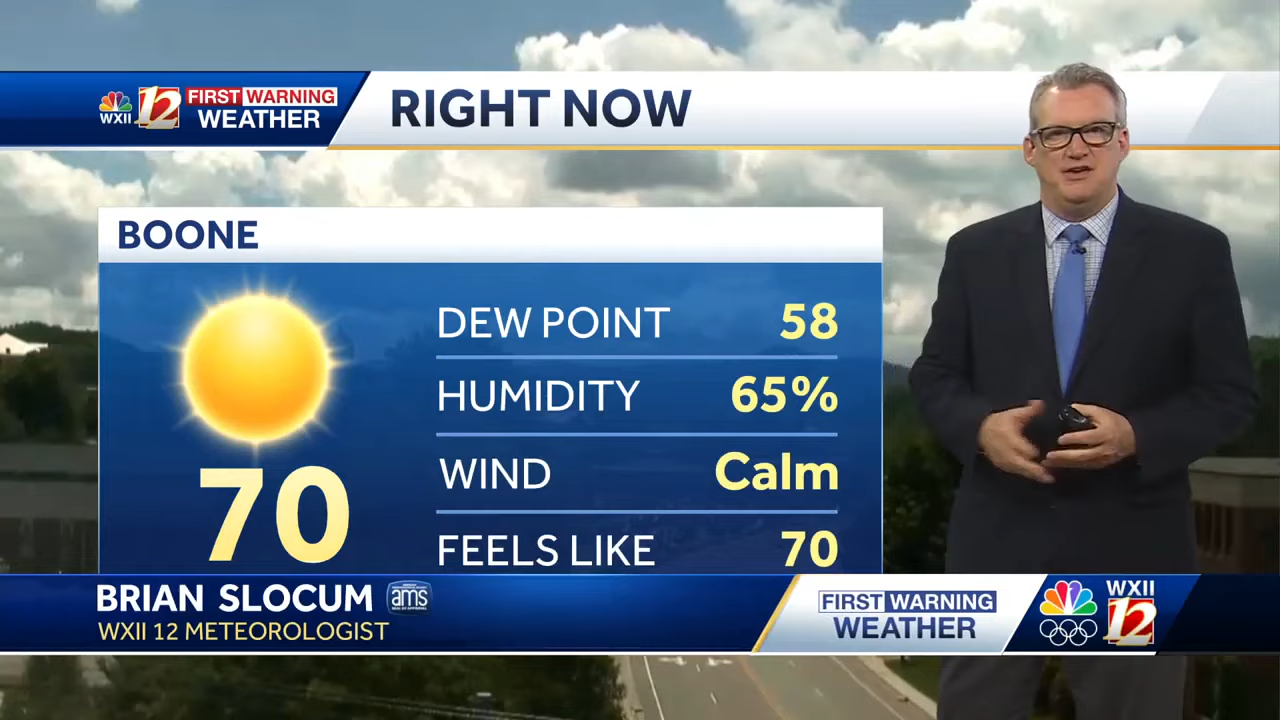 WXII 12 FIRST WARNING
WEATHER
RIGHT NOW
BOONE
70
DEW POINT 58
HUMIDITY 65%
WIND Calm
FEELS LIKE 70
BRIAN SLOCUM ams
WXII 12 METEOROLOGIST
FIRST WARNING
WEATHER
WXII
12